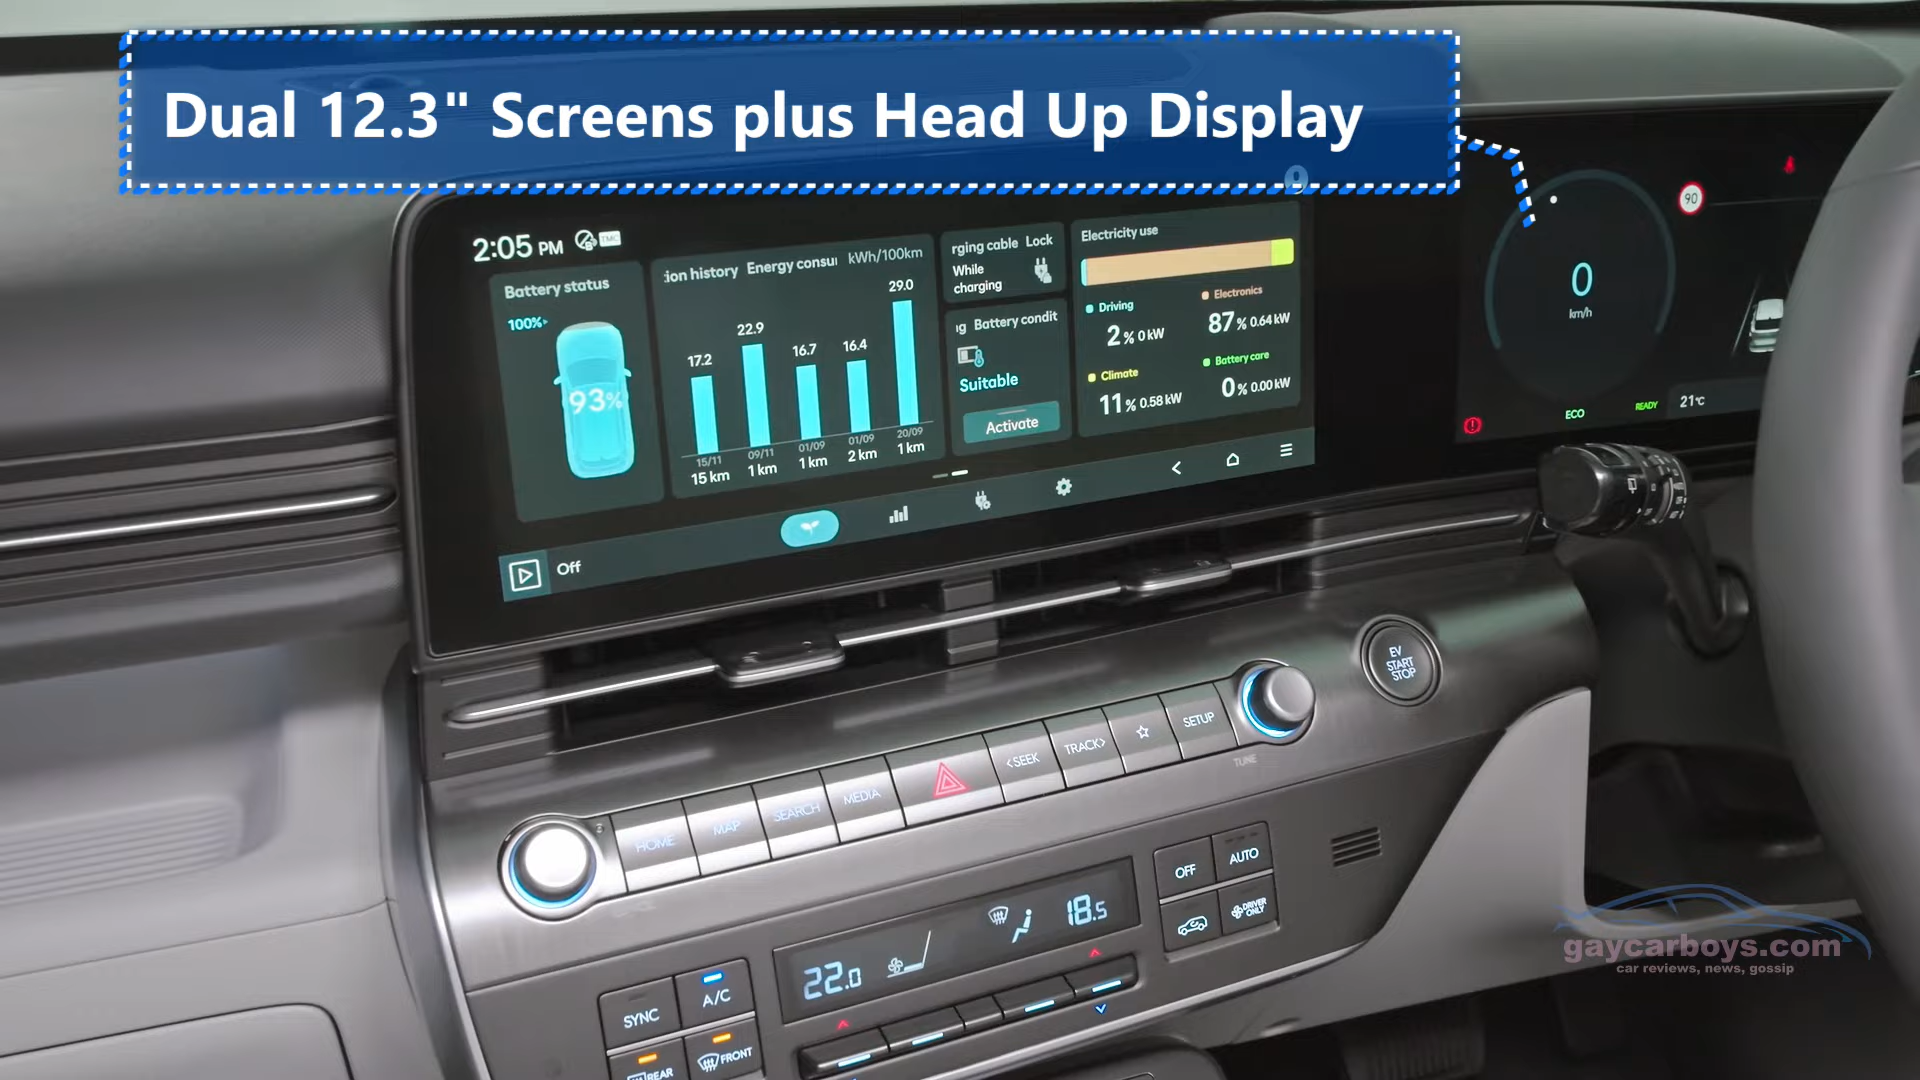 Dual 12.3" Screens plus Head Up Display
2:05 PM
TMC
Battery status
100%
93%
ion history Energy consu kWh/100km
17.2
22.9
16.7
16.4
29.0
15/11
09/11
01/09
01/09
20/09
15 km
1 km
1 km
2 km
1 km
rging cable Lock
While
charging
ng Battery condit
Suitable
Activate
Electricity use
Driving
2% 0 kW
Electronics
87% 0.64 kW
Climate
11% 0.58 kW
Battery care
0% 0.00 kW
Off
0
km/h
90
ECO
READY
21°C
EV
START
STOP
HOME
MAP
SEARCH
MEDIA
<SEEK
TRACK>
SETUP
TUNE
OFF
AUTO
DRIVER
ONLY
22.0
18.5
SYNC
A/C
REAR
FRONT
gaycarboys.com
car reviews, news, gossip